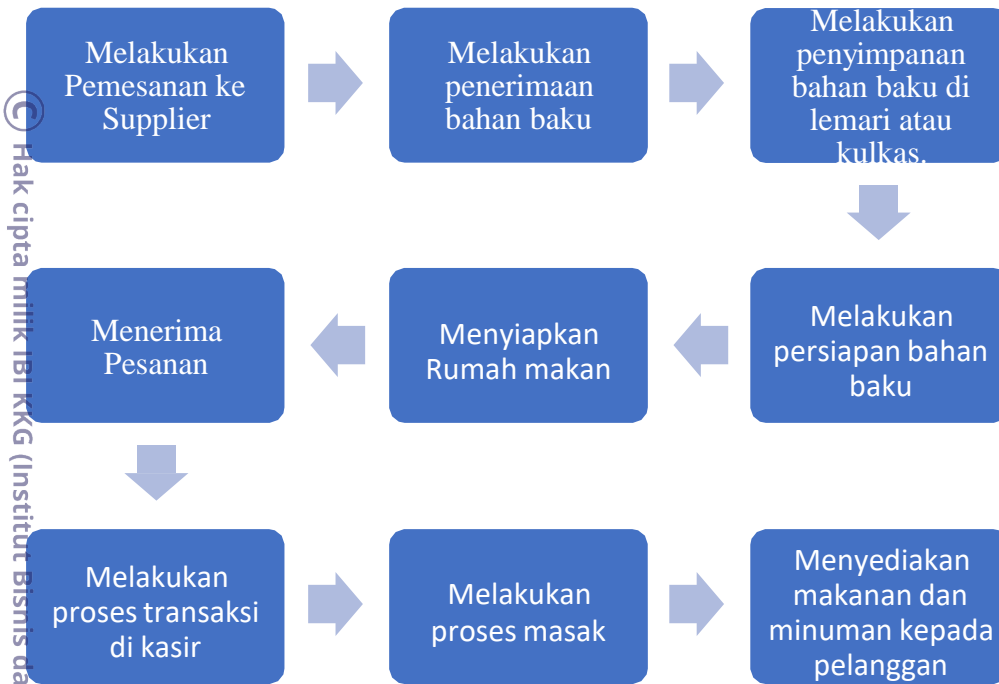 Melakukan
Pemesanan ke
Supplier
Melakukan
penerimaan
bahan baku
Melakukan
penyimpanan
bahan baku di
lemari atau
kulkas.
Melakukan
persiapan bahan
baku
Menyiapkan
Rumah makan
Menerima
Pesanan
Melakukan
proses transaksi
di kasir
Melakukan
proses masak
Menyediakan
makanan dan
minuman kepada
pelanggan
© Hak cipta milik IBI KKG (Institut Bisnis da